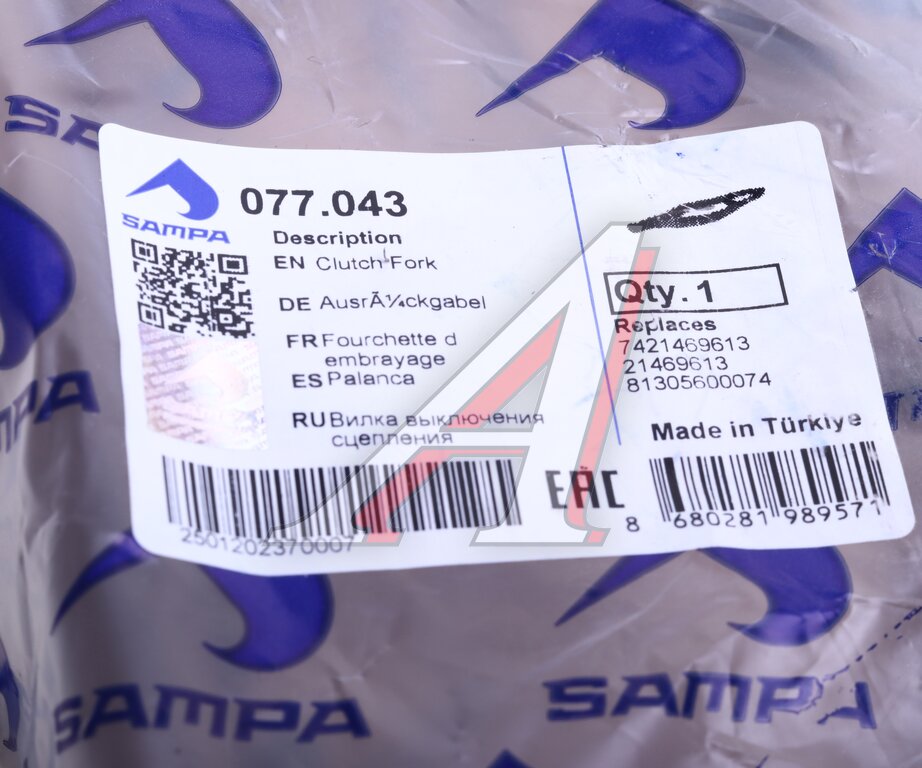 SAMPA
SAMPA
077.043
Description
EN Clutch Fork
DE AusrÃ¼ckgabel
FR Fourchette d
embrayage
ES Palanca
RU Вилка выключения
сцепления
Qty. 1
Replaces
7421469613
21469613
81305600074
Made in Türkiye
EAC
2501202370007
8 680281 989571
SAMPA
SAMPA